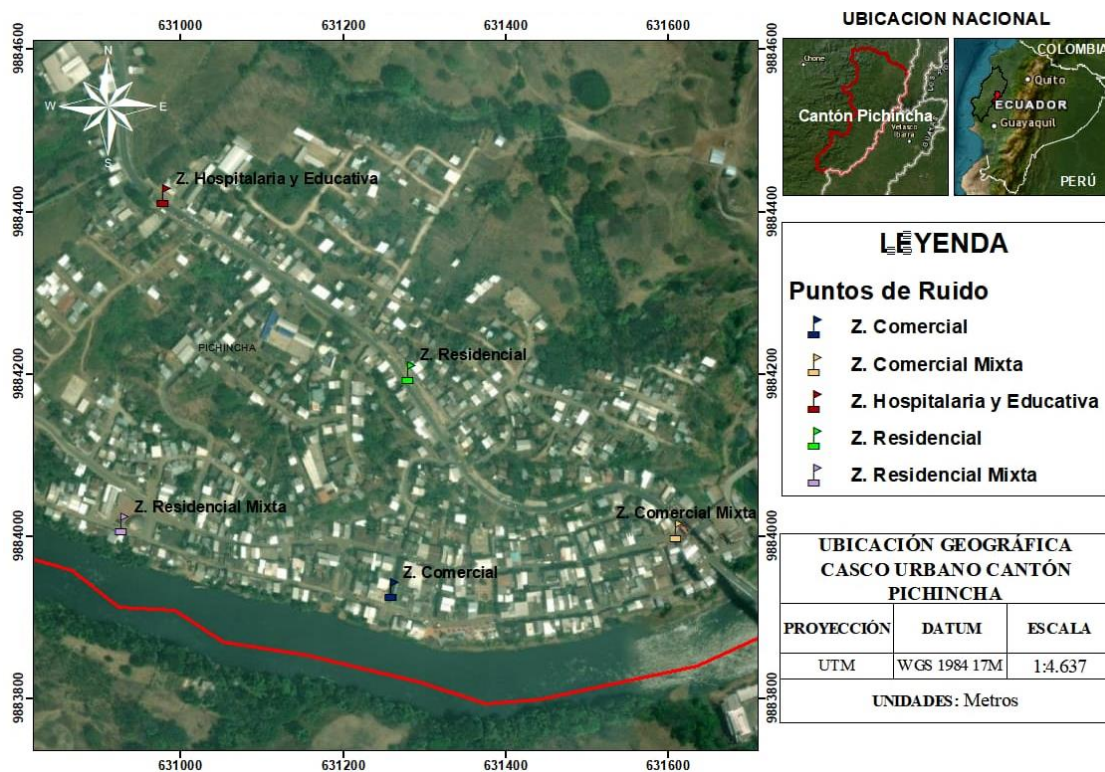 631000 631200 631400 631600
9884600 9884600
N
W E
S
Z. Hospitalaria y Educativa
9884400 9884400
PICHINCHA
Z. Residencial
9884200 9884200
Z. Residencial Mixta
Z. Comercial Mixta
9884000 9884000
Z. Comercial
9883800 9883800
631000 631200 631400 631600
UBICACION NACIONAL
Chone
Cantón Pichincha
Velasco
Ibarra
COLOMBIA
Quito
ECUADOR
Guayaquil
PERÚ
LEYENDA
Puntos de Ruido
Z. Comercial
Z. Comercial Mixta
Z. Hospitalaria y Educativa
Z. Residencial
Z. Residencial Mixta
UBICACIÓN GEOGRÁFICA
CASCO URBANO CANTÓN
PICHINCHA
PROYECCIÓN DATUM ESCALA
UTM WGS 1984 17M 1:4.637
UNIDADES: Metros